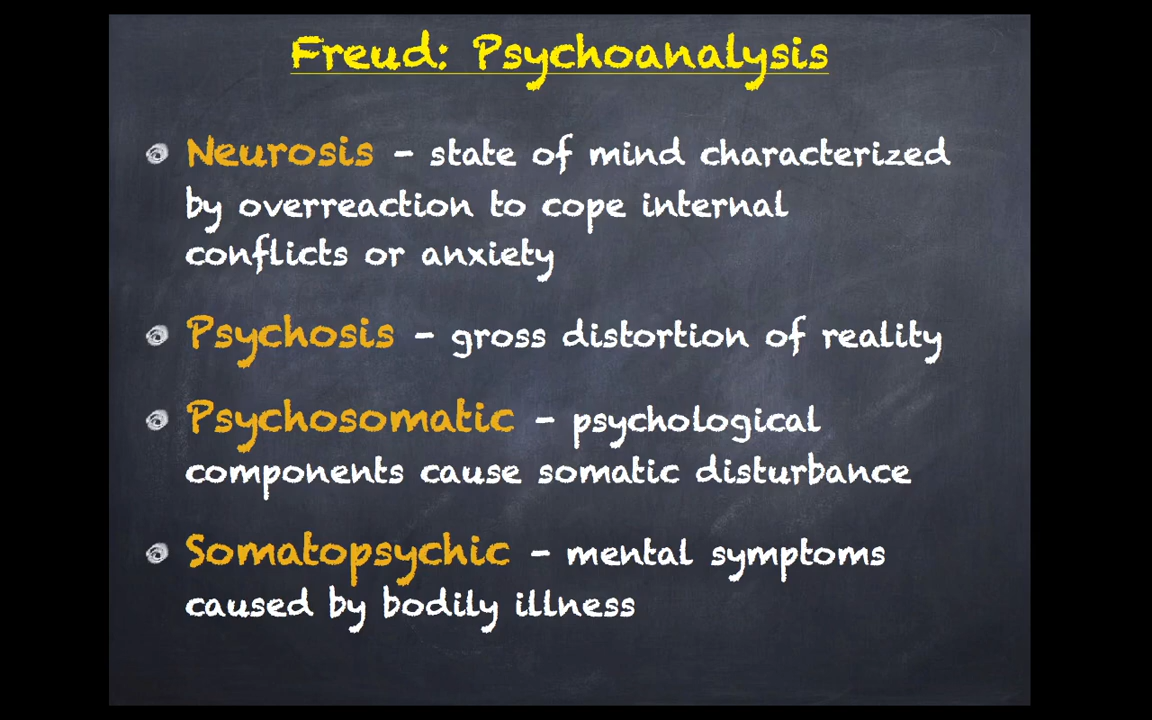 Freud: Psychoanalysis
Neurosis - state of mind characterized
by overreaction to cope internal
conflicts or anxiety
Psychosis - gross distortion of reality
Psychosomatic - psychological
components cause somatic disturbance
Somatopsychic - mental symptoms
caused by bodily illness